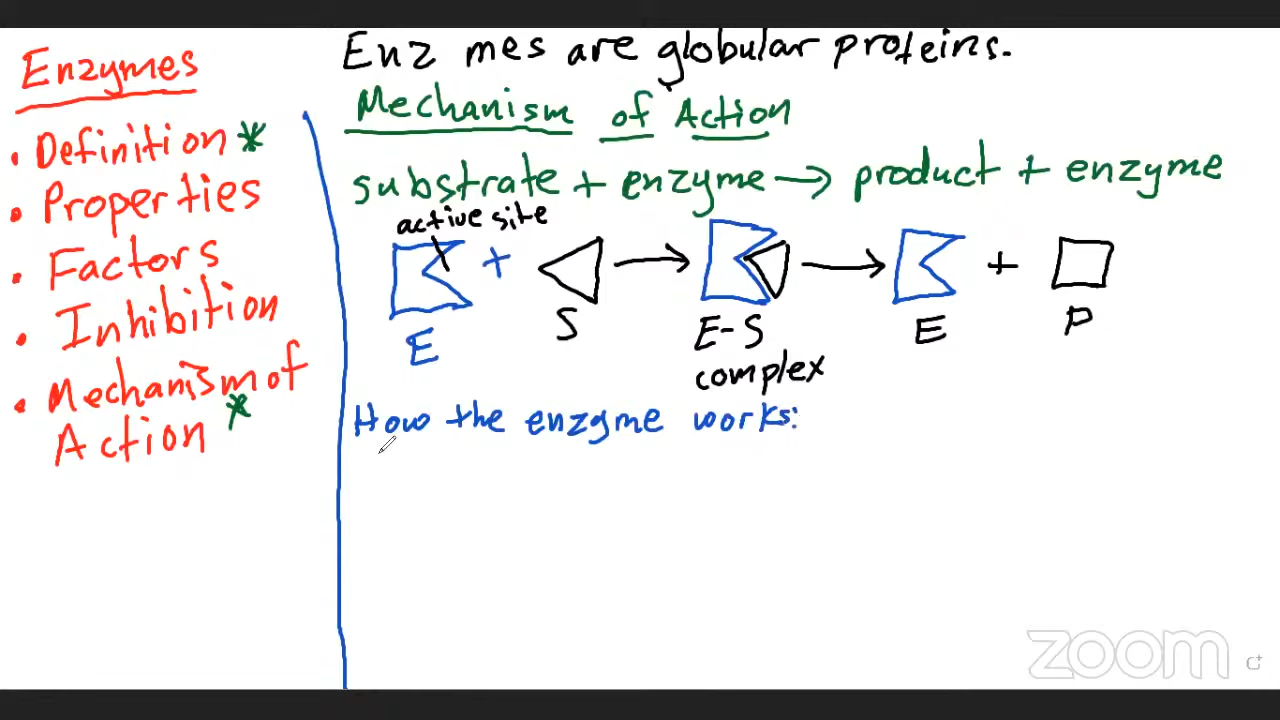 Enzymes
• Definition *
• Properties
• Factors
• Inhibition
• Mechanism of
Action *
Enz mes are globular proteins.
Mechanism of Action
substrate + enzyme → product + enzyme
active site
+ → → +
E S E-S E P
complex
How the enzyme works:
zoom